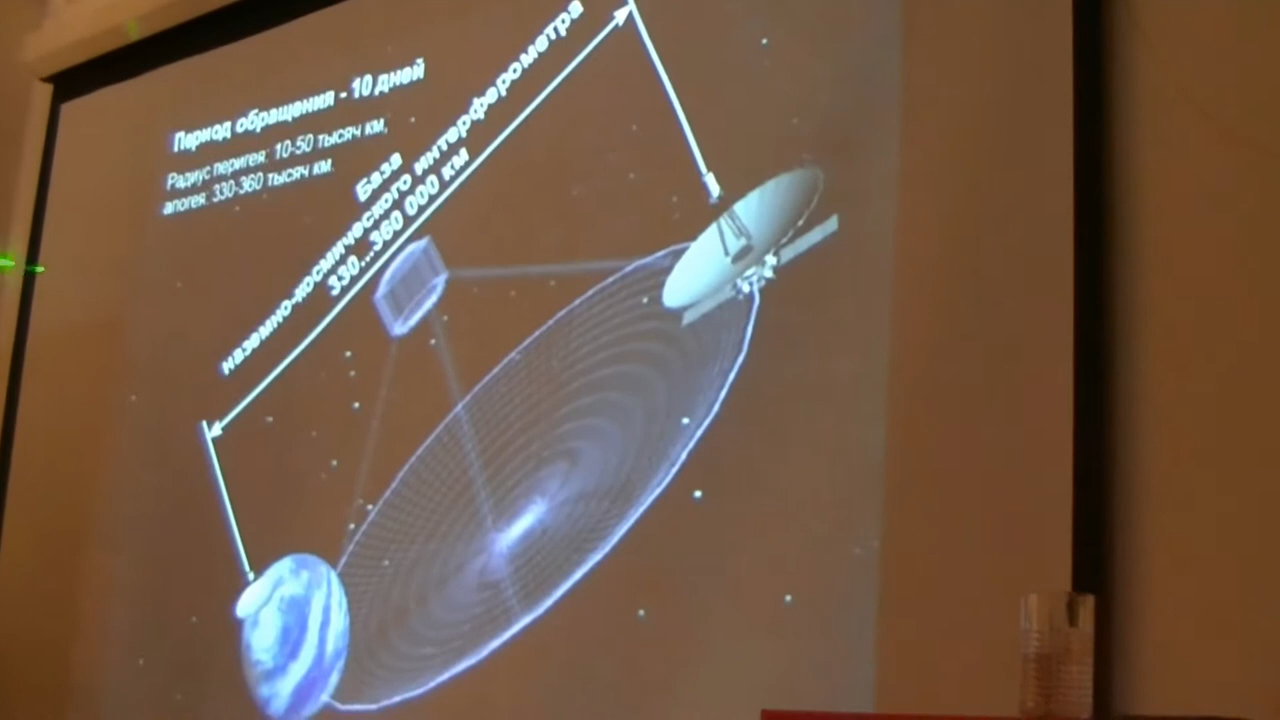 Период обращения - 10 дней
Радиус перигея: 10-50 тысяч км,
апогея: 330-360 тысяч км.
База
наземно-космического интерферометра
330...360 000 км